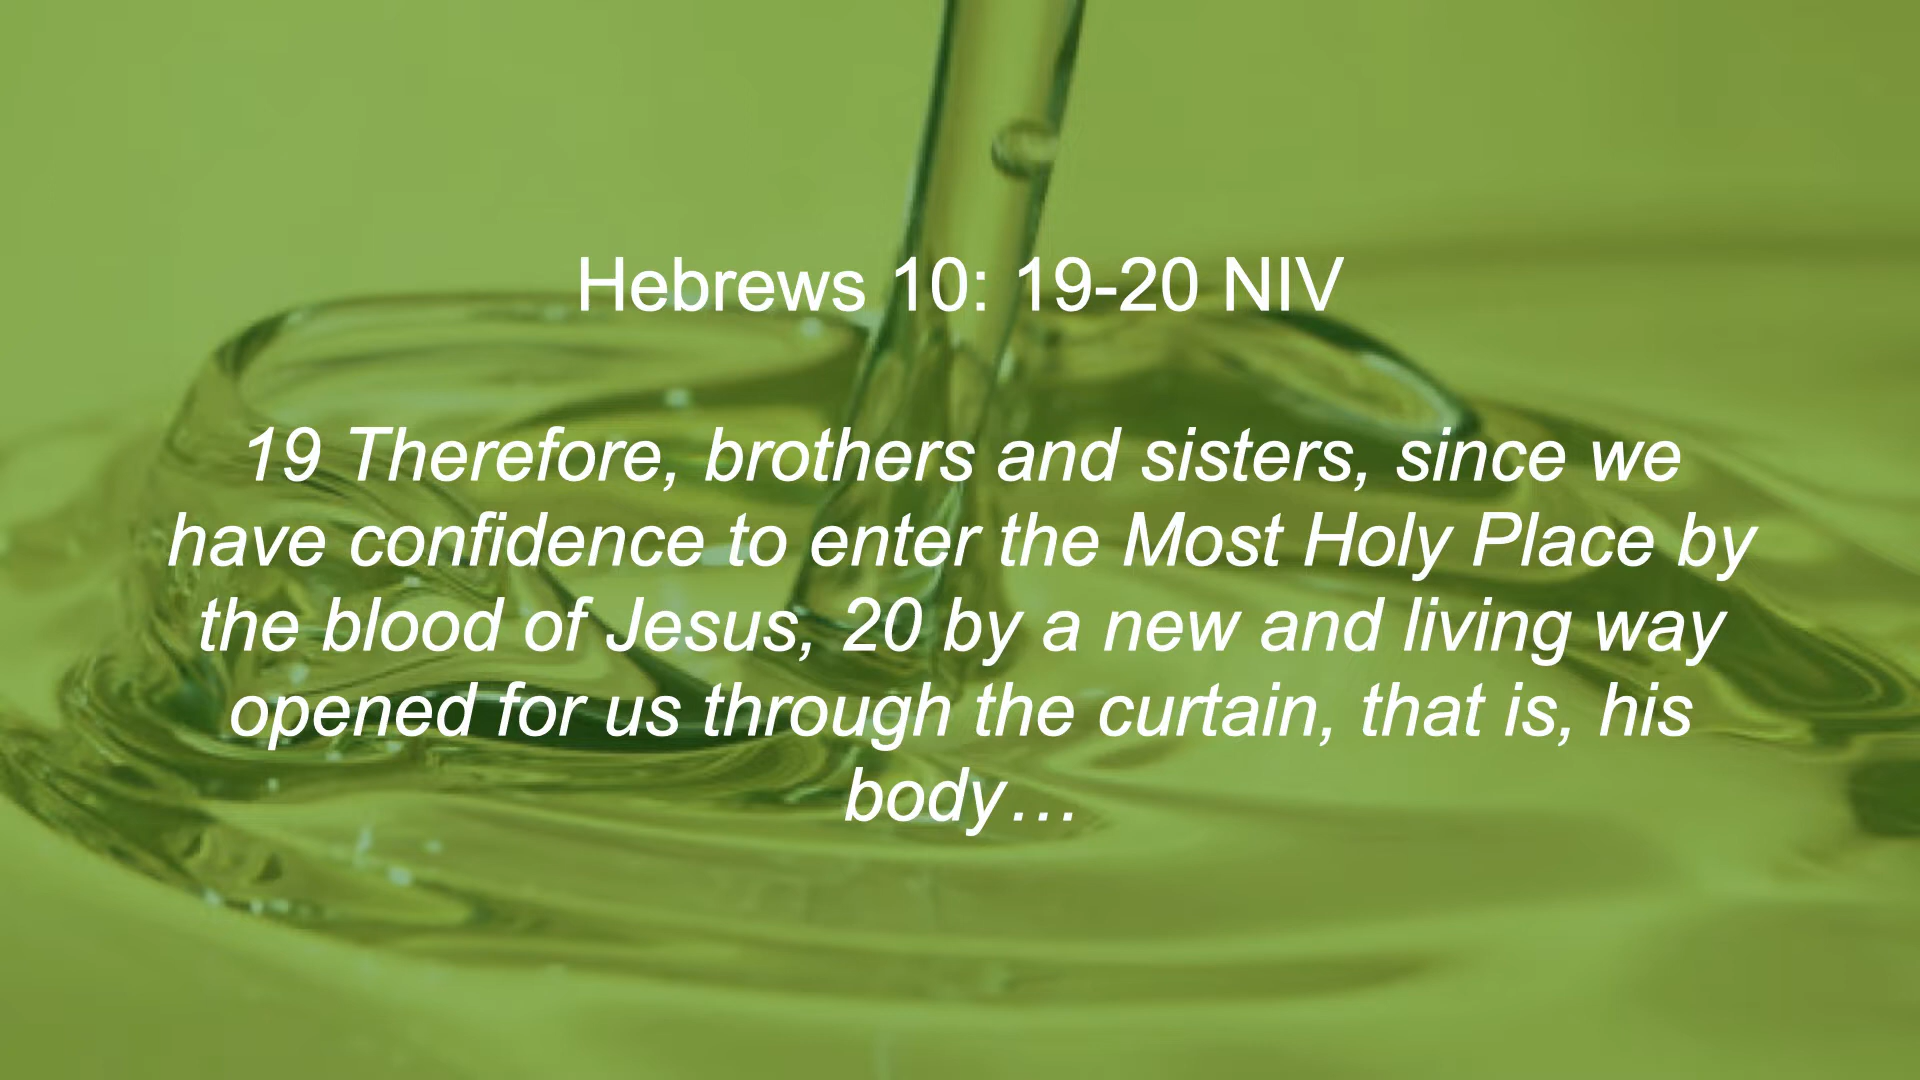 Hebrews 10: 19-20 NIV
19 Therefore, brothers and sisters, since we
have confidence to enter the Most Holy Place by
the blood of Jesus, 20 by a new and living way
opened for us through the curtain, that is, his
body…